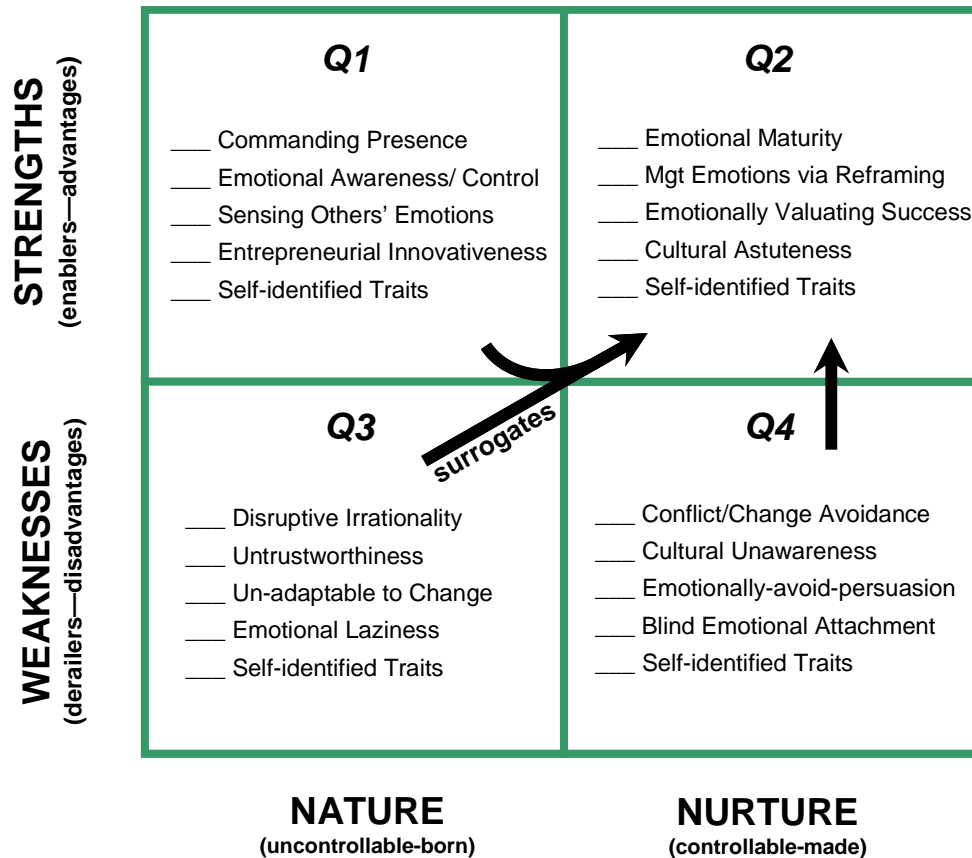 STRENGTHS
(enablers—advantages)
Q1
___ Commanding Presence
___ Emotional Awareness/ Control
___ Sensing Others’ Emotions
___ Entrepreneurial Innovativeness
___ Self-identified Traits
Q2
___ Emotional Maturity
___ Mgt Emotions via Reframing
___ Emotionally Valuating Success
___ Cultural Astuteness
___ Self-identified Traits
surrogates
WEAKNESSES
(derailers—disadvantages)
Q3
___ Disruptive Irrationality
___ Untrustworthiness
___ Un-adaptable to Change
___ Emotional Laziness
___ Self-identified Traits
Q4
___ Conflict/Change Avoidance
___ Cultural Unawareness
___ Emotionally-avoid-persuasion
___ Blind Emotional Attachment
___ Self-identified Traits
NATURE
(uncontrollable-born)
NURTURE
(controllable-made)